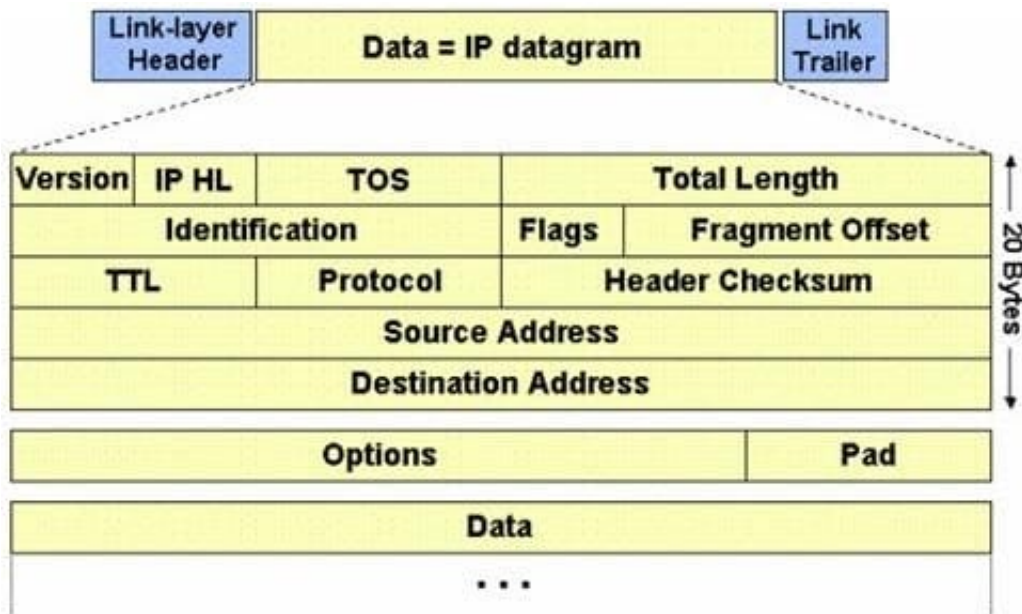 Link-layer
Header
Data = IP datagram
Link
Trailer
Version IP HL TOS Total Length
Identification Flags Fragment Offset
TTL Protocol Header Checksum
Source Address
Destination Address
20 Bytes
Options Pad
Data
...